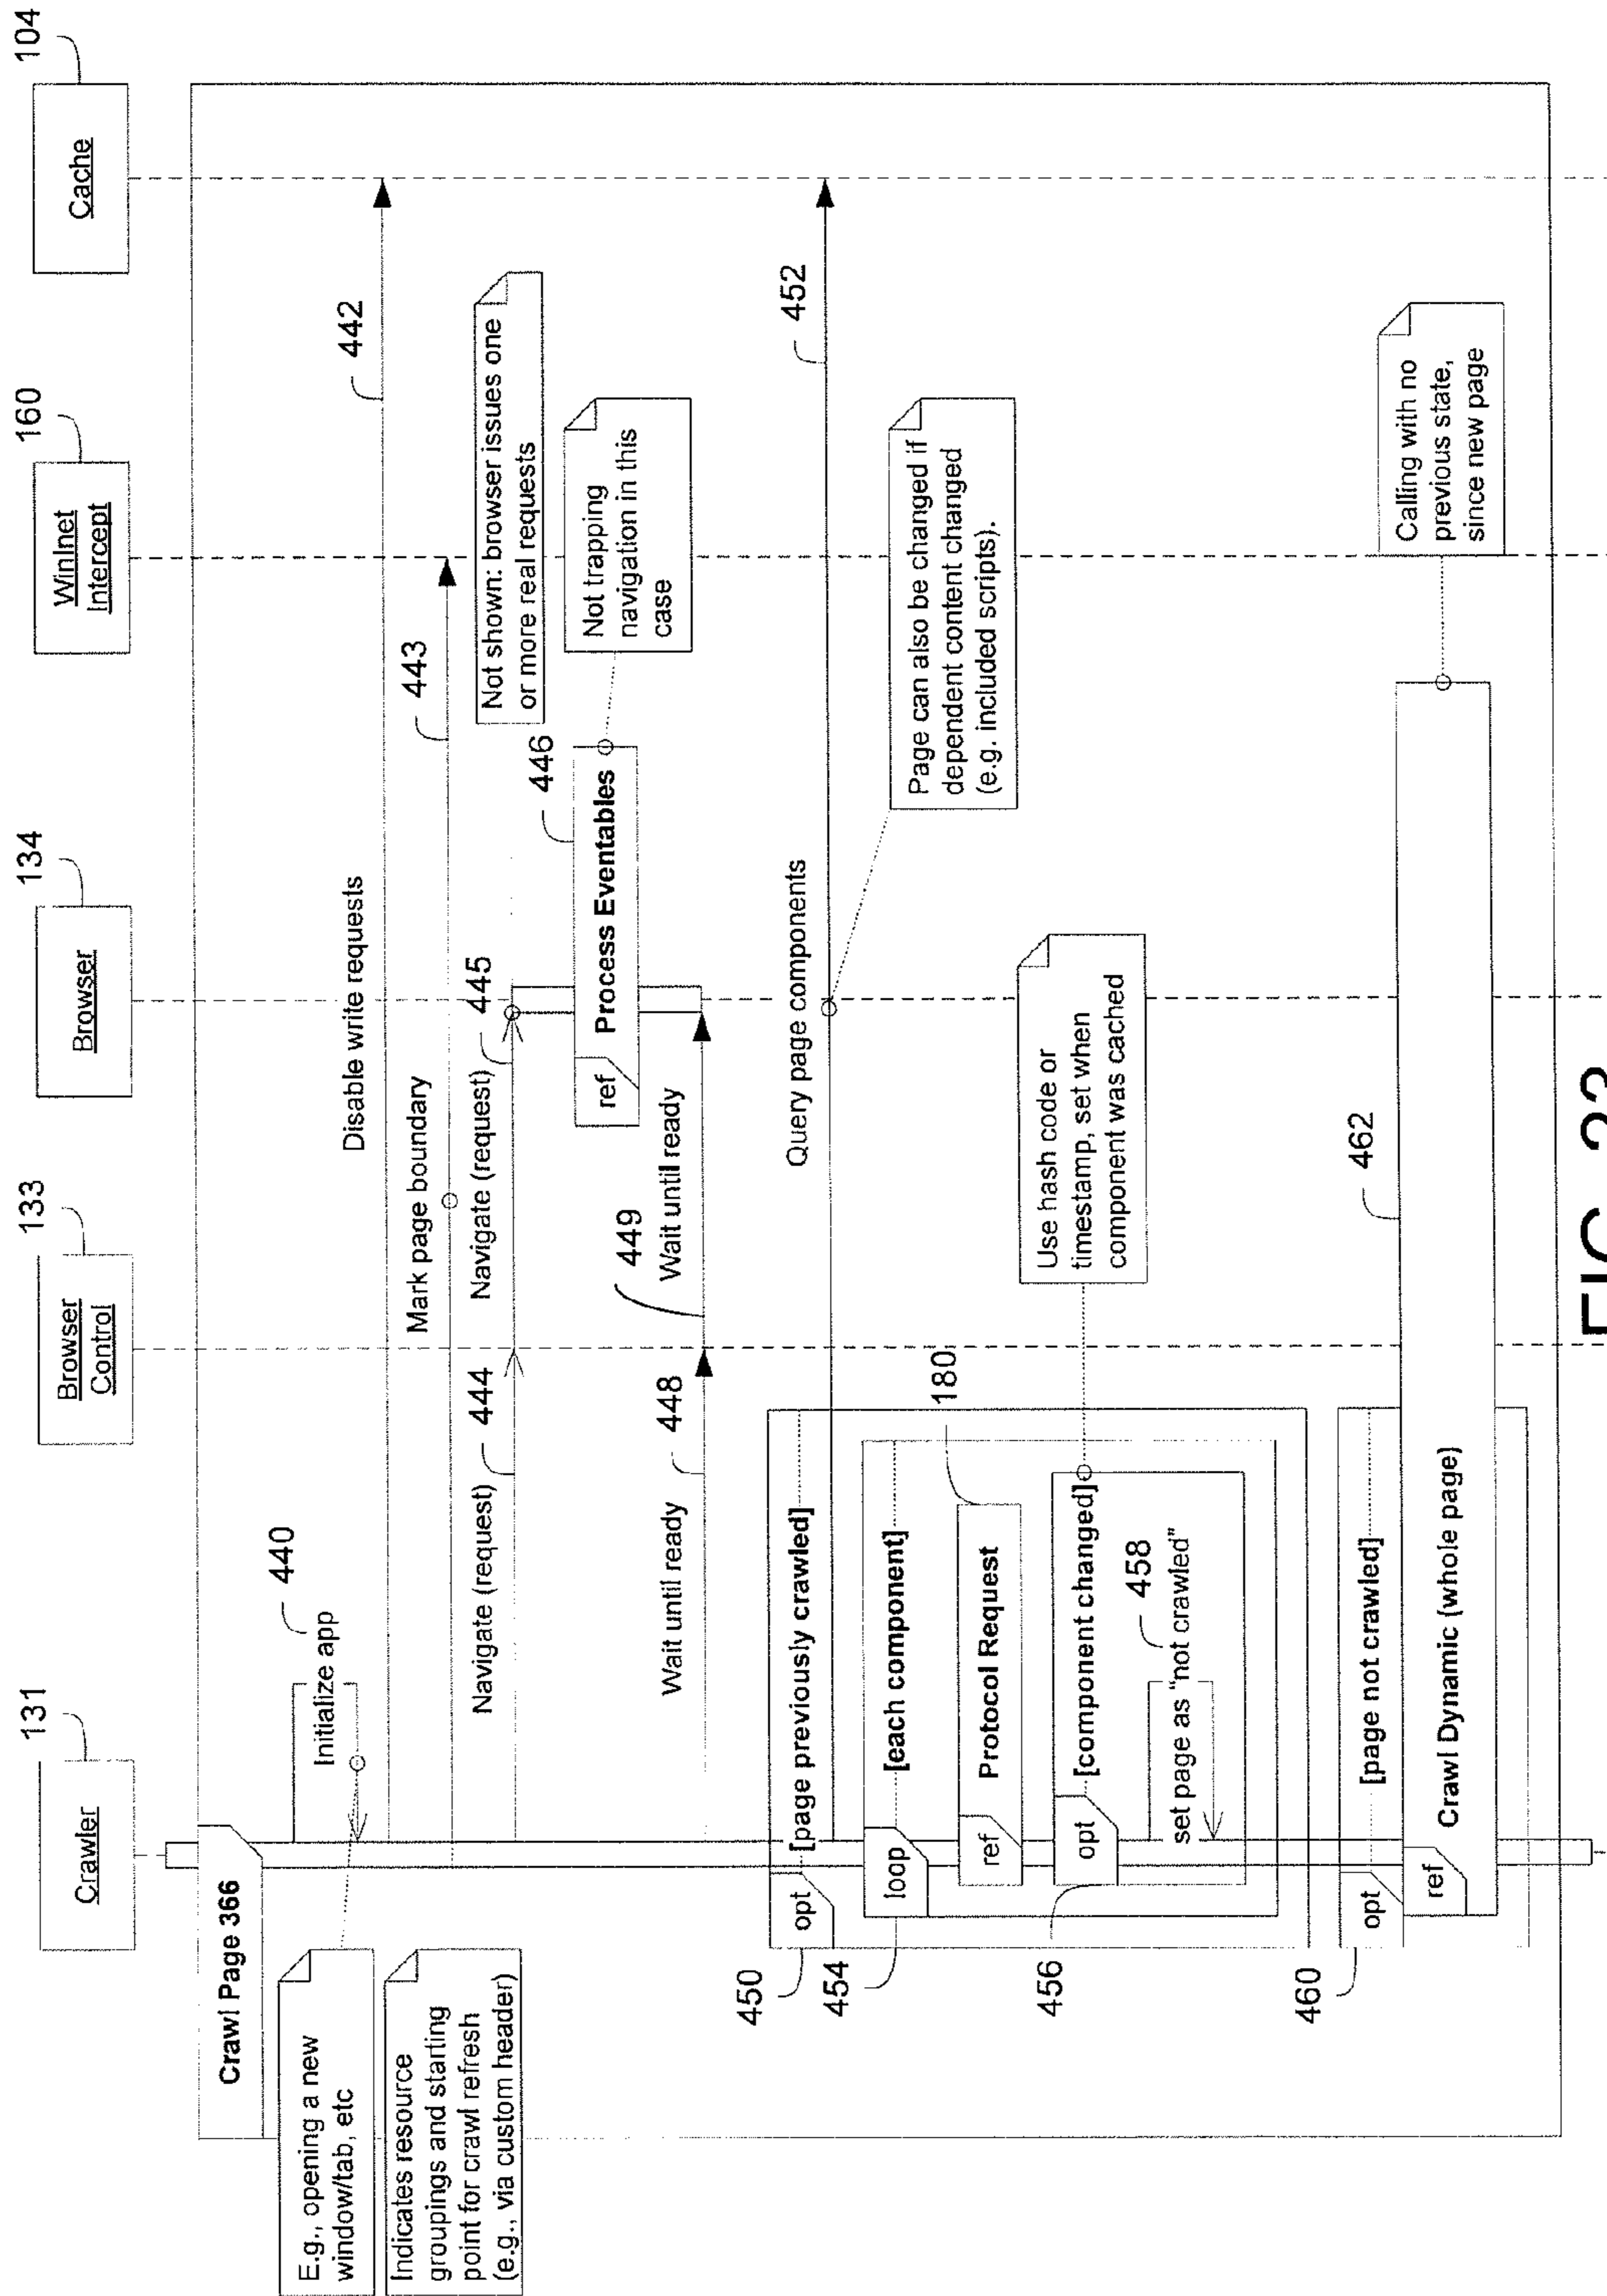 131
133
134
160
104
Crawler
Browser
Control
Browser
WinInet
Intercept
Cache
Crawl Page 366
E.g., opening a new
window/tab, etc
Initialize app
440
Disable write requests
442
Indicates resource
groupings and starting
point for crawl refresh
(e.g., via custom header)
Mark page boundary
443
Navigate (request)
444
Navigate (request)
445
Not shown: browser issues one
or more real requests
446
ref
Process Eventables
Not trapping
navigation in this
case
Wait until ready
448
449
Wait until ready
450
opt
[page previously crawled]
Query page components
452
454
loop
[each component]
Page can also be changed if
dependent content changed
(e.g. included scripts).
ref
Protocol Request
180
456
opt
[component changed]
Use hash code or
timestamp, set when
component was cached
458
set page as "not crawled"
460
opt
[page not crawled]
462
ref
Crawl Dynamic (whole page)
Calling with no
previous state,
since new page